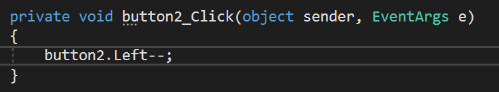 private void button2_Click(object sender, EventArgs e)
{
    button2.Left--;
}